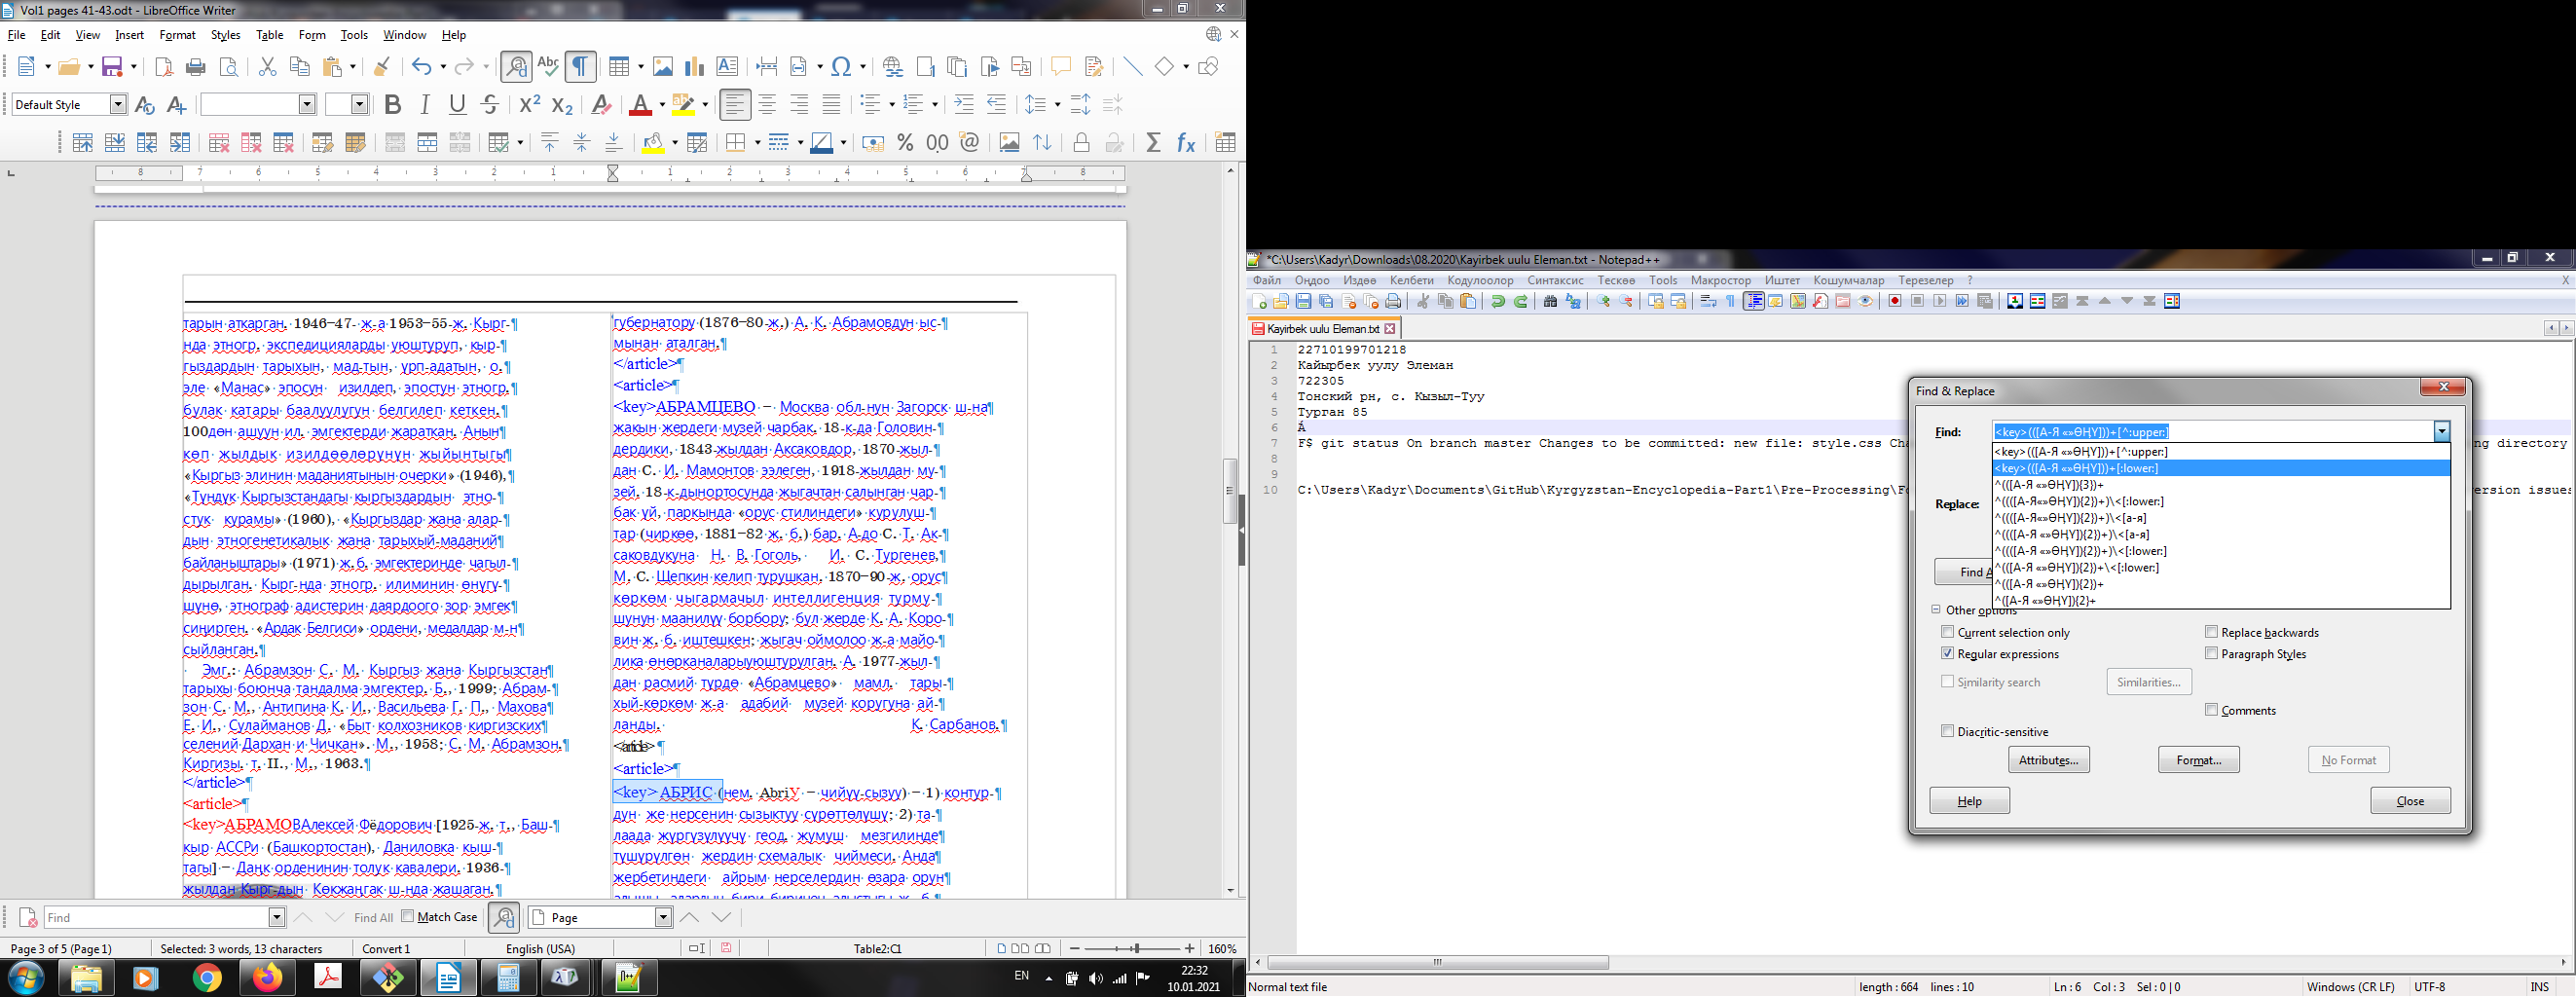 Vol1 pages 41-43.odt - LibreOffice Writer
File Edit View Insert Format Styles Table Form Tools Window Help
Default Style
тарын аткарган. 1946–47- ж-а 1953–55-ж. Кырг-¶
нда этногр. экспедицияларды уюштуруп, кыр-¶
гыздардын тарыхын, мад-тын, үрп-адатын, о.¶
эле «Манас» эпосун изилдеп, эпостун этногр.¶
булак катары баалуулугун белгилеп кеткен.¶
100дөн ашуун ил. эмгектерди жараткан. Анын¶
көп жылдык изилдөөлөрүнүн жыйынтыгы¶
«Кыргыз элинин маданиятынын очерки» (1946),¶
«Түндүк Кыргызстандагы кыргыздардын этно-¶
стук курамы» (1960), «Кыргыздар жана алар-¶
дын этногенетикалык жана тарыхый-маданий¶
байланыштары» (1971) ж.б. эмгектеринде чагыл-¶
дырылган. Кырг-нда этногр. илиминин өнүгү-¶
шүнө, этнограф адистерин даярдоого зор эмгек¶
сиңирген. «Ардак Белгиси» ордени, медалдар м-н¶
сыйланган.¶
Эмг.: Абрамзон С. М. Кыргыз жана Кыргызстан¶
тарыхы боюнча тандалма эмгектер. Б., 1999; Абрам-¶
зон С. М., Антипина К. И., Васильева Г. П., Махова¶
Е. И., Сулайманов Д. «Быт колхозников киргизских¶
селений Дархан и Чичкан». М., 1958; С. М. Абрамзон.¶
Киргизы. т. II., М., 1963.¶
</article>¶
<article>¶
<key>АБРАМОВАлексей Фёдорович [1925-ж. т., Баш-¶
кыр АССРи (Башкортостан), Даниловка кыш-¶
тагы] – Даңк орденинин толук кавалери. 1936-¶
жылдан Кырг-дын Көкжаңгак ш-нда жашаган.¶
губернатору (1876–80-ж.) А. К. Абрамовдун ыс-¶
мынан аталган.¶
</article>¶
<article>¶
<key>АБРАМЦЕВО – Москва обл-нун Загорск ш-на¶
жакын жердеги музей чарбак. 18-к-да Головин-¶
дердики, 1843-жылдан Аксаковдор, 1870-жыл-¶
дан С. И. Мамонтов ээлеген, 1918-жылдан му-¶
зей. 18-к-дынортосунда жыгачтан салынган чар-¶
бак үй, паркында «орус стилиндеги» курулуш-¶
тар (чиркөө, 1881–82 ж. б.) бар. А-до С. Т. Ак-¶
саковдукуна Н. В. Гоголь, И. С. Тургенев,¶
М. С. Щепкин келип турушкан. 1870–90-ж. орус¶
көркөм чыгармачыл интеллигенция турму-¶
шунун маанилүү борбору; бул жерде К. А. Коро-¶
вин ж. б. иштешкен; жыгач оймолоо ж-а майо-¶
лика өнөрканаларыуюштурулган. А. 1977-жыл-¶
дан расмий түрдө «Абрамцево» мамл. тары-¶
хый-көркөм ж-а адабий музей коругуна ай-¶
ланды. К. Сарбанов.¶
<article>¶
<key>АБРИС (нем. AbriУ – чийүү-сызуу) – 1) контур-¶
дун же нерсенин сызыктуу сүрөттөлүшү; 2) та-¶
лаада жүргүзүлүүчү геод. жумуш мезгилинде¶
түшүрүлгөн жердин схемалык чиймеси. Анда¶
жербетиндеги айрым нерселердин өзара орун¶
Find Find All Match Case Page
Page 3 of 5 (Page 1) Selected: 3 words, 13 characters Convert 1 English (USA) Table2:C1 160%
EN 22:32
10.01.2021
*C:\Users\Kadyr\Downloads\08.2020\Kayirbek uulu Eleman.txt - Notepad++
Файл Оңдоо Издөө Келбети Кодулоолор Синтаксис Тескөө Tools Макростор Иштет Кошумчалар Терезелер ? X
Kayirbek uulu Eleman.txt
1 22710199701218
2 Кайырбек уулу Элеман
3 722305
4 Тонский рн, с. Кызыл-Туу
5 Турган 85
6 Á
7 F$ git status On branch master Changes to be committed: new file: style.css Cha ng directory
8
9
10 C:\Users\Kadyr\Documents\GitHub\Kyrgyzstan-Encyclopedia-Part1\Pre-Processing\Fo ersion issues
Find & Replace
Find: <key>(([А-Я «»ӨҢҮ]))+[^:upper:]
<key>(([А-Я «»ӨҢҮ]))+[^:upper:]
<key>(([А-Я «»ӨҢҮ]))+[:lower:]
^(([А-Я «»ӨҢҮ]){3})+
^((([А-Я «»ӨҢҮ]){2})+)\<[:lower:]
^((([А-Я«»ӨҢҮ]){2})+)\<[а-я]
^((([А-Я «»ӨҢҮ]){2})+)\<[а-я]
^((([А-Я «»ӨҢҮ]){2})+)\<[:lower:]
^(([А-Я «»ӨҢҮ]){2})+\<[:lower:]
^(([А-Я «»ӨҢҮ]){2})+
^([А-Я «»ӨҢҮ]){2}+
Replace:
Find A
Other options
Current selection only Replace backwards
Regular expressions Paragraph Styles
Similarity search Similarities...
Comments
Diacritic-sensitive
Attributes... Format... No Format
Help Close
Normal text file length : 664 lines : 10 Ln : 6 Col : 3 Sel : 0 | 0 Windows (CR LF) UTF-8 INS